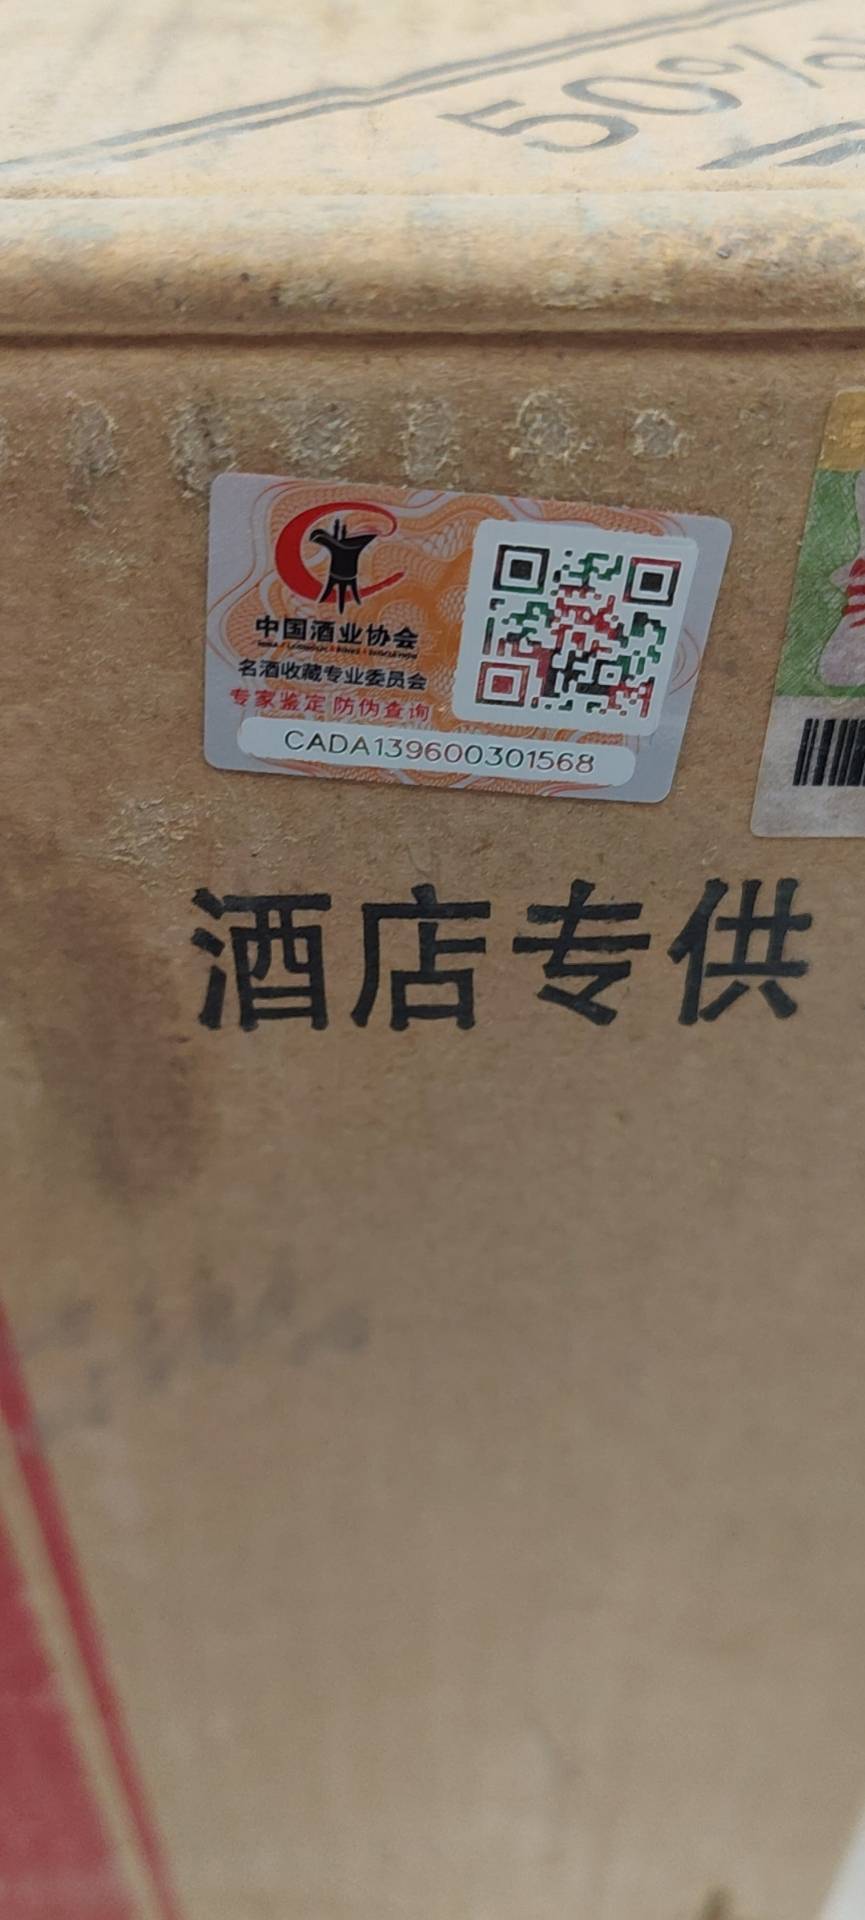 50%
中国酒业协会
名酒收藏专业委员会
专家鉴定 防伪查询
CADA139600301568
酒店专供